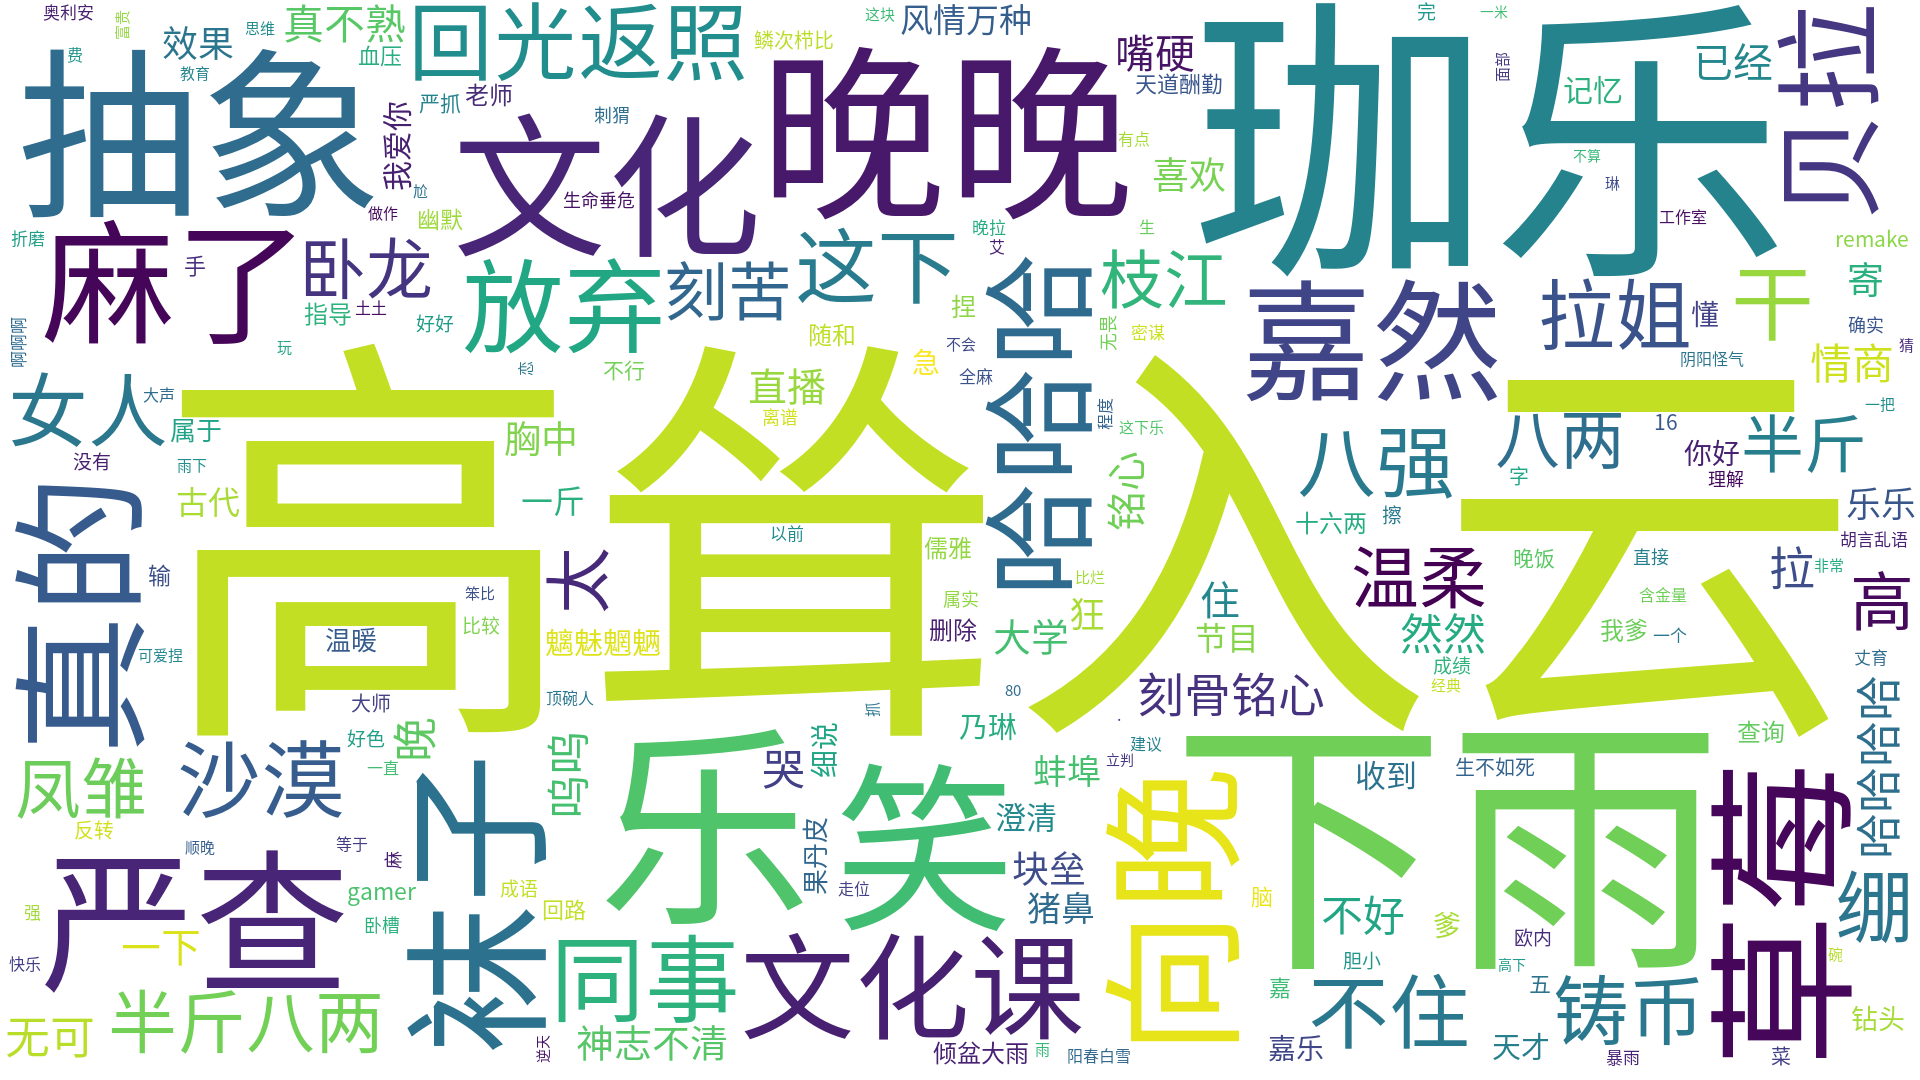 奥利安
富贵
思维
真不熟
回光返照
这块
风情万种
完
一米
费
效果
教育
血压
鳞次栉比
嘴硬
珈乐
已经
贝拉
抽象
我爱你
严抓
老师
刺猬
晚晚
天道酬勤
面部
记忆
文化
有点
尬
喜欢
不算
琳
生命垂危
做作
幽默
晚拉
生
工作室
折磨
麻了
手
卧龙
放弃
刻苦
这下
艾
哈哈哈
枝江
remake
寄
指导
土土
好好
随和
捏
无畏
密谋
嘉然
拉姐
懂
干
确实
啊啊啊
玩
不行
急
不会
全麻
阴阳怪气
情商
猜
女人
大声
高耸入云
直播
离谱
程度
这下乐
八强
八两
16
半斤
一把
属于
没有
雨下
胸中
铭心
你好
理解
字
真的
古代
一斤
以前
儒雅
十六两
擦
乐乐
胡言乱语
输
太
笨比
比较
比烂
属实
狂
晚饭
温柔
直接
拉
非常
高
住
含金量
可爱捏
温暖
魑魅魍魉
删除
大学
节目
然然
我爹
一个
成绩
经典
丈育
大师
顶碗人
抓
80
刻骨铭心
哈哈哈哈
好色
晚
一直
呜呜
乐
哭
细说
乃琳
.
建议
立判
下雨
查询
凤雏
沙漠
袜子
笑
蚌埠
收到
生不如死
草莓
反转
顺晚
等于
麻
果丹皮
澄清
向晚
严查
gamer
成语
走位
块垒
脑
强
一下
卧槽
回路
猪鼻
不好
爹
欧内
绷
快乐
同事
文化课
胆小
高下
碗
无可
半斤八两
逆天
神志不清
倾盆大雨
雨
阳春白雪
嘉
嘉乐
不住
五
天才
铸币
暴雨
菜
钻头